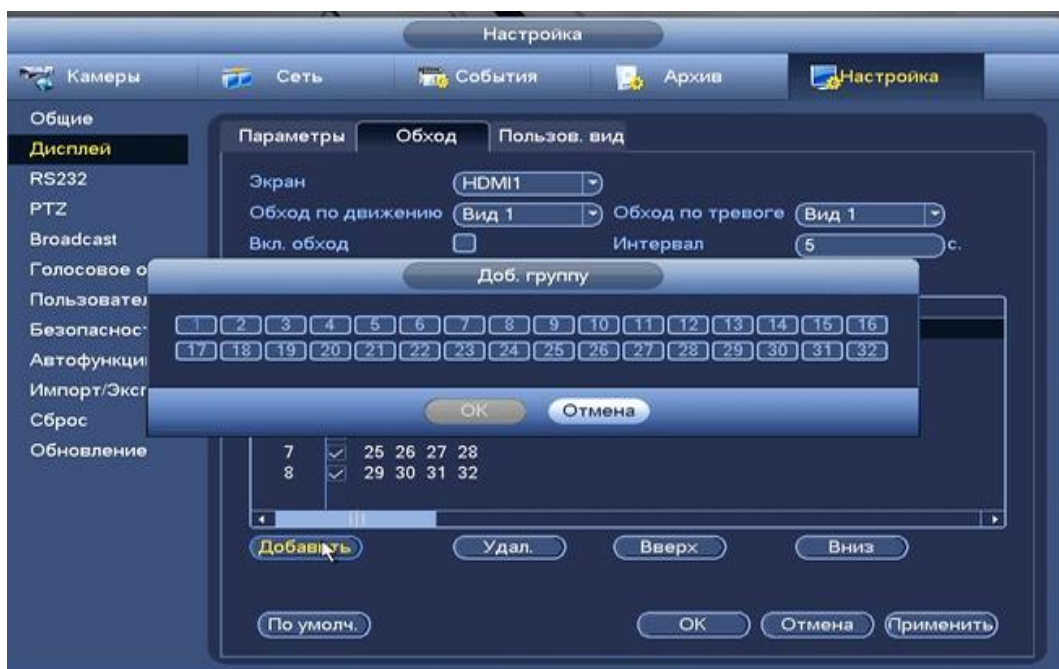 Настройка
Камеры Сеть События Архив Настройка
Общие
Дисплей
RS232
PTZ
Broadcast
Голосовое о
Пользовател
Безопаснос
Автофункци
Импорт/Эксг
Сброс
Обновление
Параметры Обход Пользов. вид
Экран HDMI1
Обход по движению Вид 1 Обход по тревоге Вид 1
Вкл. обход Интервал 5 с.
Доб. группу
1 2 3 4 5 6 7 8 9 10 11 12 13 14 15 16
17 18 19 20 21 22 23 24 25 26 27 28 29 30 31 32
OK Отмена
7 25 26 27 28
8 29 30 31 32
Добавить Удал. Вверх Вниз
По умолч. OK Отмена Применить